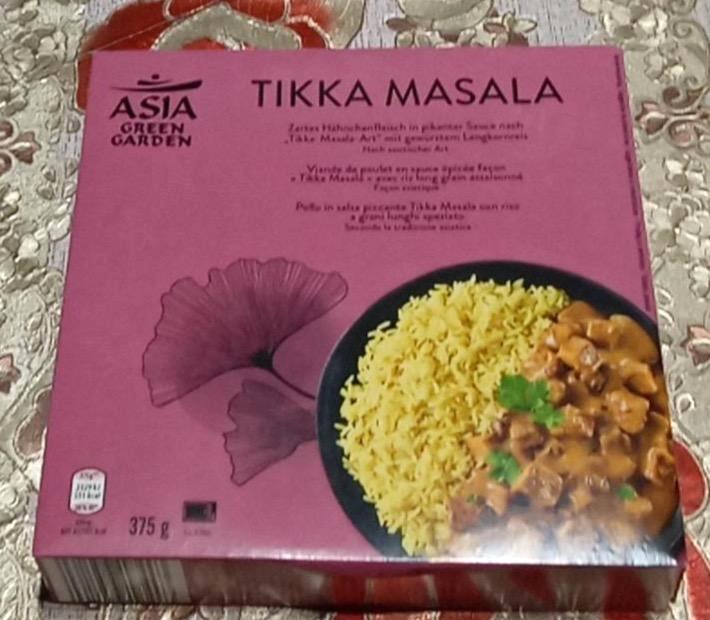 ASIA
GREEN
GARDEN
TIKKA MASALA
Zartes Hähnchenfleisch in pikanter Sauce nach
„Tikka-Masala-Art" mit gewürztem Langkornreis
Nach asiatischer Art
Viande de poulet en sauce épicée façon
« Tikka Masala » avec riz long grain assaisonné
Façon asiatique
Pollo in salsa piccante Tikka Masala con riso
a grani lunghi speziato
Secondo la tradizione asiatica
375 g